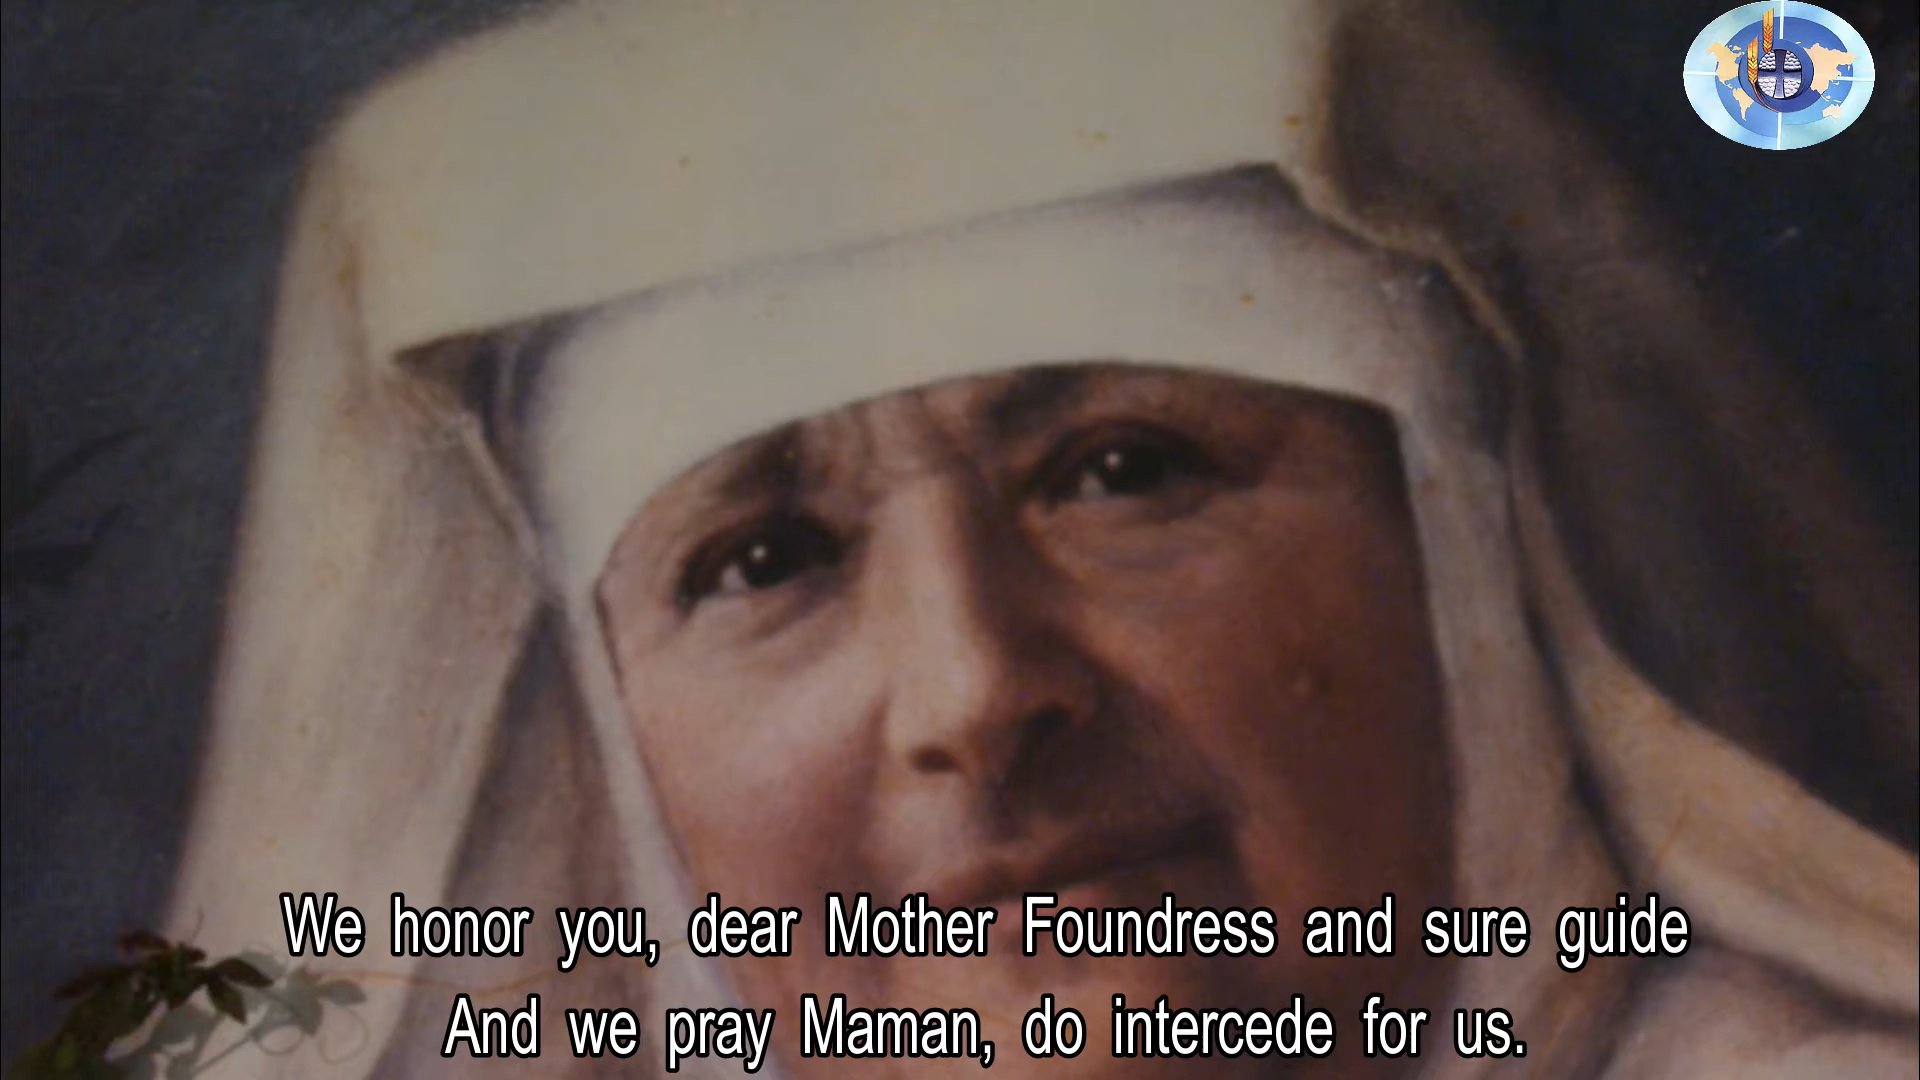 We honor you, dear Mother Foundress and sure guide
And we pray Maman, do intercede for us.